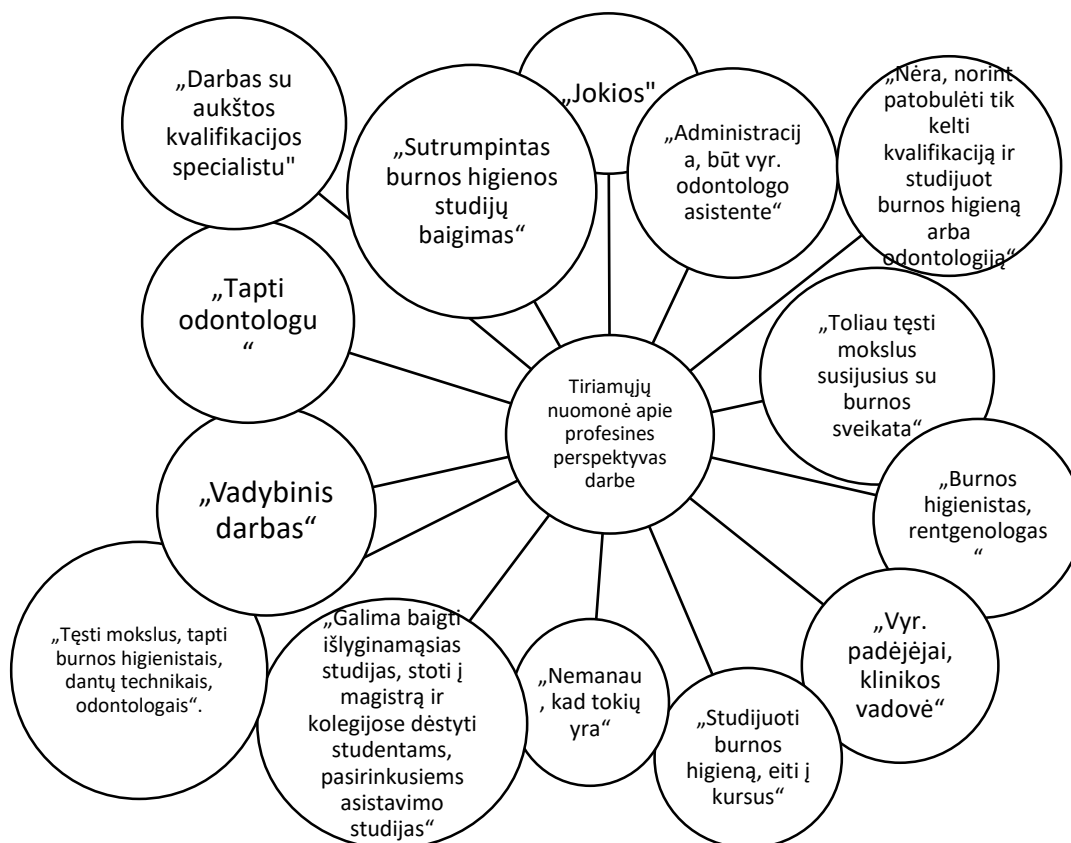 „Darbas su
aukštos
kvalifikacijos
specialistu"
„Sutrumpintas
burnos higienos
studijų
baigimas“
„Jokios"
„Administracij
a, būt vyr.
odontologo
asistente“
„Nėra, norint
patobulėti tik
kelti
kvalifikaciją ir
studijuot
burnos higieną
arba
odontologiją“
„Tapti
odontologu
“
Tiriamųjų
nuomonė apie
profesines
perspektyvas
darbe
„Toliau tęsti
mokslus
susijusius su
burnos
sveikata“
„Vadybinis
darbas“
„Burnos
higienistas,
rentgenologas
“
„Tęsti mokslus, tapti
burnos higienistais,
dantų technikais,
odontologais“.
„Galima baigti
išlyginamąsias
studijas, stoti į
magistrą ir
kolegijose dėstyti
studentams,
pasirinkusiems
asistavimo
studijas“
„Nemanau
, kad tokių
yra“
„Studijuoti
burnos
higieną, eiti į
kursus“
„Vyr.
padėjėjai,
klinikos
vadovė“